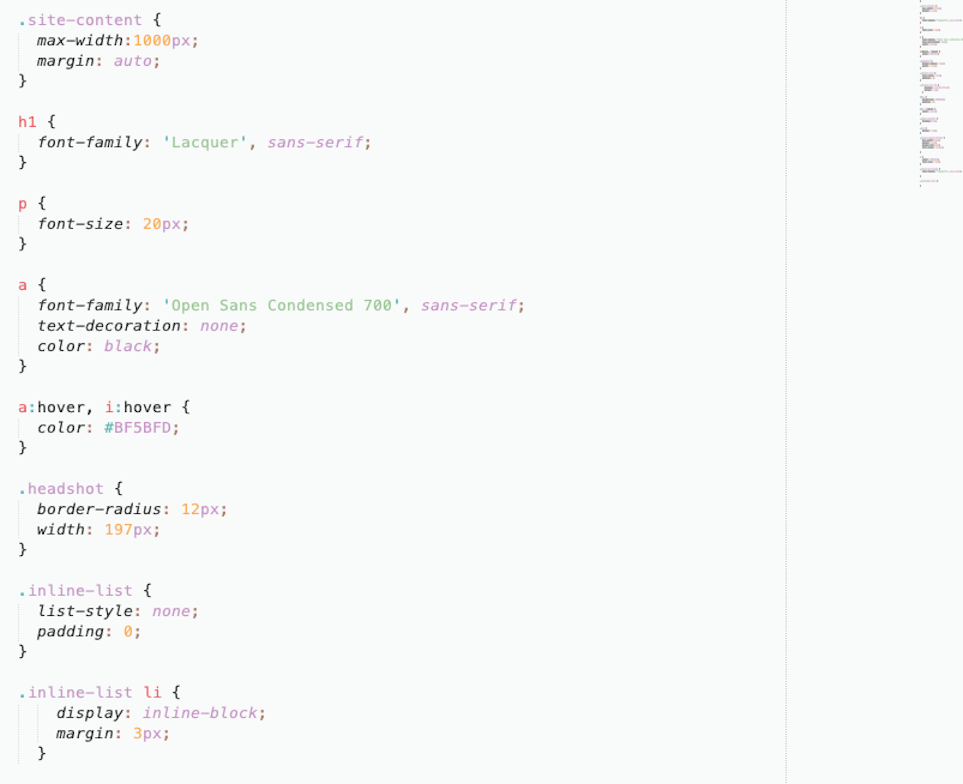 .site-content {
  max-width:1000px;
  margin: auto;
}

h1 {
  font-family: 'Lacquer', sans-serif;
}

p {
  font-size: 20px;
}

a {
  font-family: 'Open Sans Condensed 700', sans-serif;
  text-decoration: none;
  color: black;
}

a:hover, i:hover {
  color: #BF5BFD;
}

.headshot {
  border-radius: 12px;
  width: 197px;
}

.inline-list {
  list-style: none;
  padding: 0;
}

.inline-list li {
    display: inline-block;
    margin: 3px;
  }